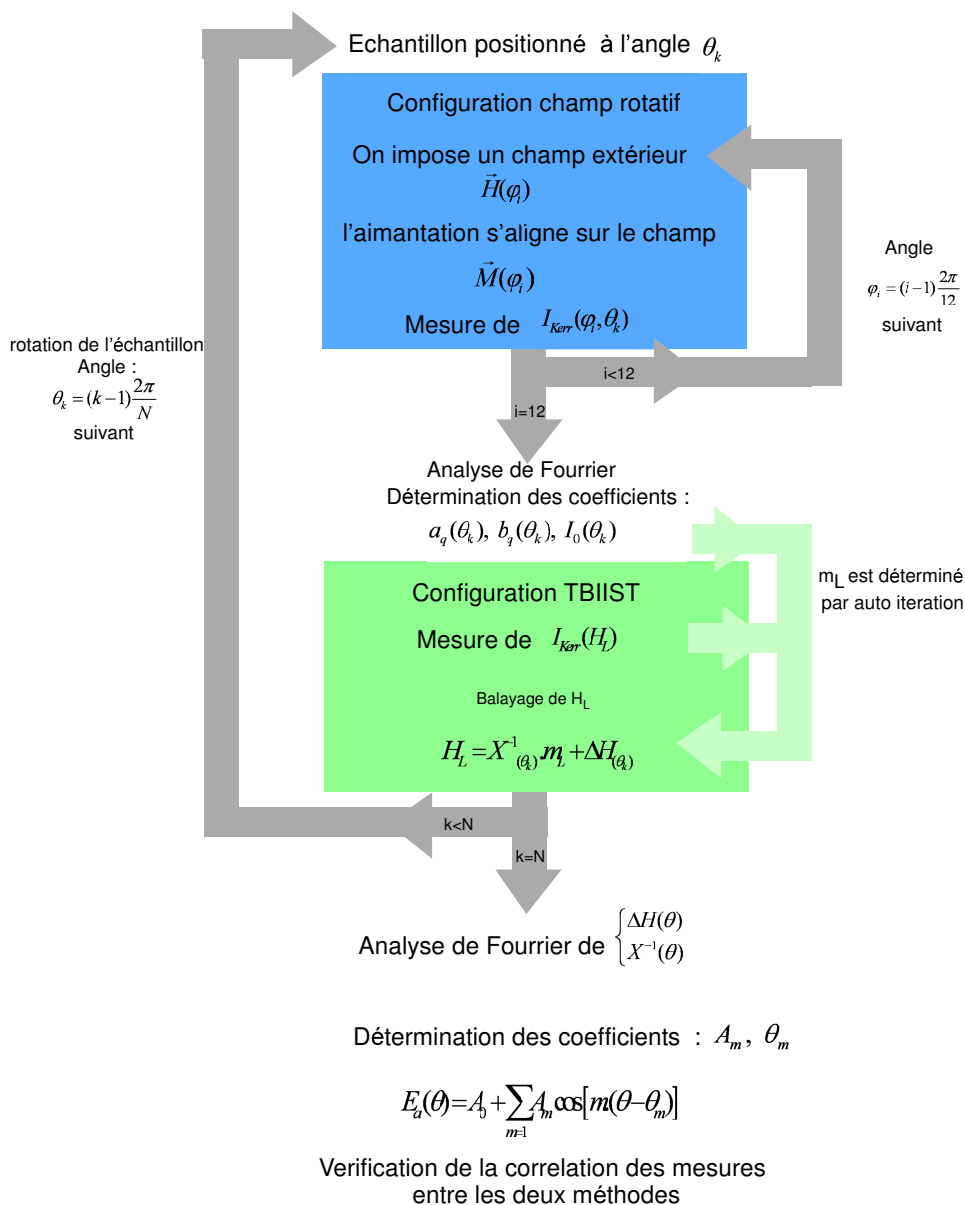 Echantillon positionné à l'angle θ_k
Configuration champ rotatif
On impose un champ extérieur
H⃗(φ_i)
l'aimantation s'aligne sur le champ
M⃗(φ_i)
Mesure de I_Kerr(φ_i,θ_k)
Angle
φ_i = (i−1)2π/12
suivant
i<12
i=12
rotation de l'échantillon
Angle :
θ_k = (k−1)2π/N
suivant
Analyse de Fourrier
Détermination des coefficients :
a_q(θ_k), b_q(θ_k), I_0(θ_k)
Configuration TBIIST
Mesure de I_Kerr(H_L)
Balayage de H_L
H_L = X^−1_(θ_k).m_L + ΔH_(θ_k)
m_L est déterminé
par auto iteration
k<N
k=N
Analyse de Fourrier de { ΔH(θ)
X^−1(θ)
Détermination des coefficients : A_m, θ_m
E_a(θ) = A_0 + ∑_{m=1} A_m cos[m(θ−θ_m)]
Verification de la correlation des mesures
entre les deux méthodes